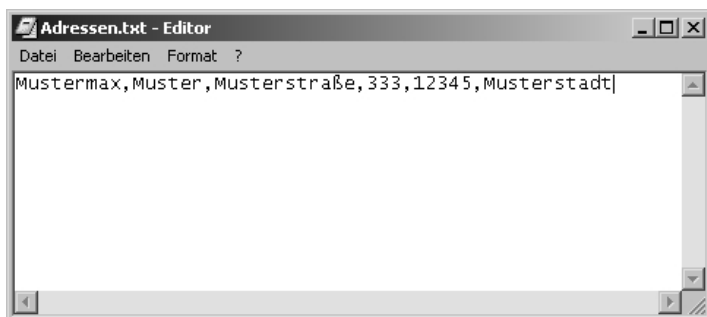 Adressen.txt - Editor
Datei Bearbeiten Format ?
Mustermax,Muster,Musterstraße,333,12345,Musterstadt